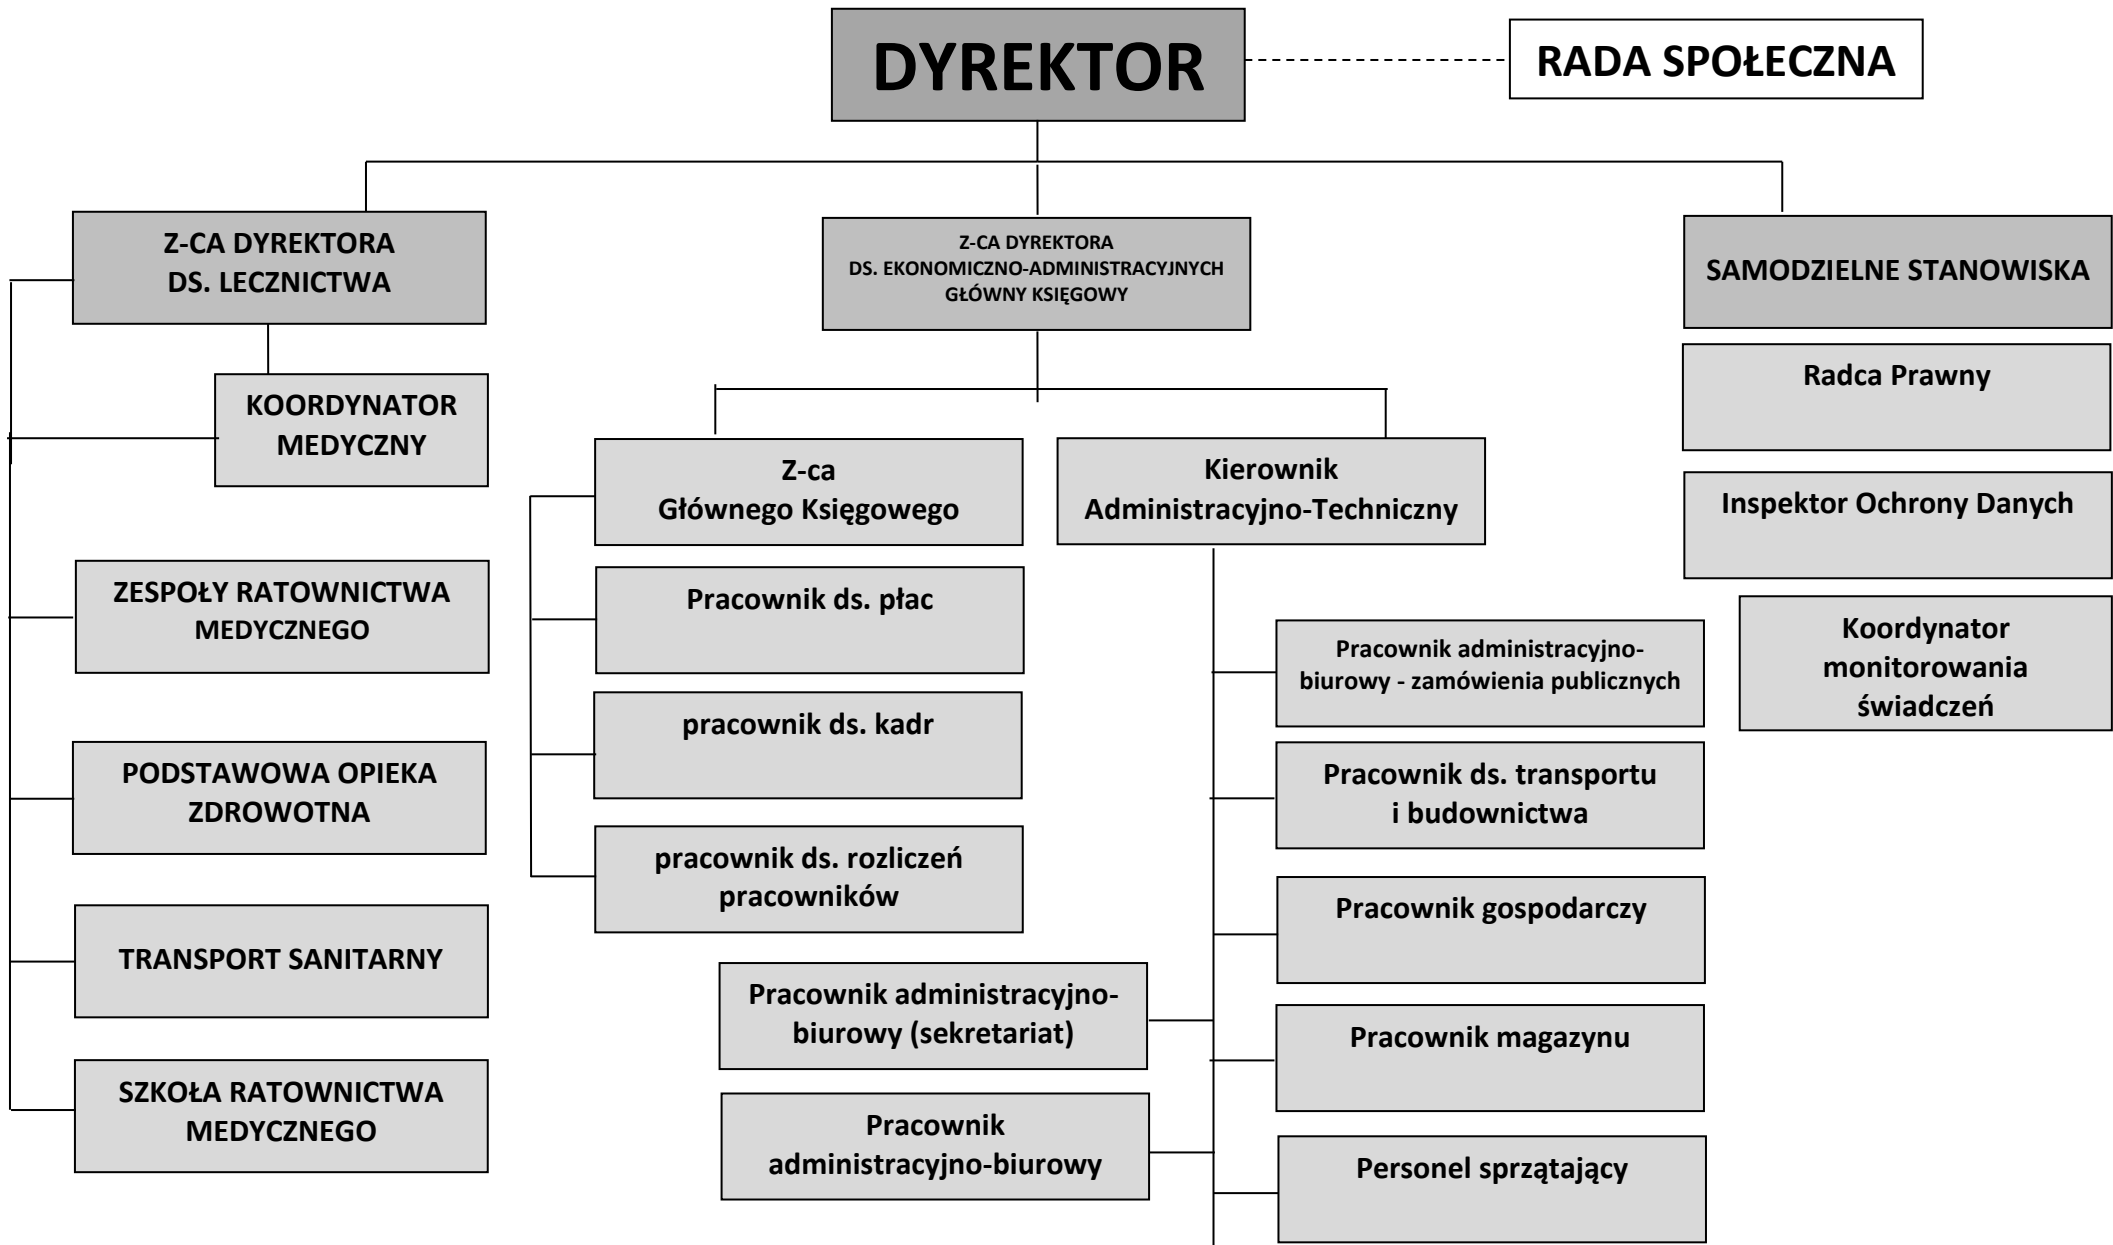 DYREKTOR
RADA SPOŁECZNA
Z-CA DYREKTORA
DS. LECZNICTWA
Z-CA DYREKTORA
DS. EKONOMICZNO-ADMINISTRACYJNYCH
GŁÓWNY KSIĘGOWY
SAMODZIELNE STANOWISKA
KOORDYNATOR
MEDYCZNY
ZESPOŁY RATOWNICTWA
MEDYCZNEGO
PODSTAWOWA OPIEKA
ZDROWOTNA
TRANSPORT SANITARNY
SZKOŁA RATOWNICTWA
MEDYCZNEGO
Z-ca
Głównego Księgowego
Pracownik ds. płac
pracownik ds. kadr
pracownik ds. rozliczeń
pracowników
Kierownik
Administracyjno-Techniczny
Pracownik administracyjno-
biurowy - zamówienia publicznych
Pracownik ds. transportu
i budownictwa
Pracownik gospodarczy
Pracownik administracyjno-
biurowy (sekretariat)
Pracownik magazynu
Pracownik
administracyjno-biurowy
Personel sprzątający
Radca Prawny
Inspektor Ochrony Danych
Koordynator
monitorowania
świadczeń